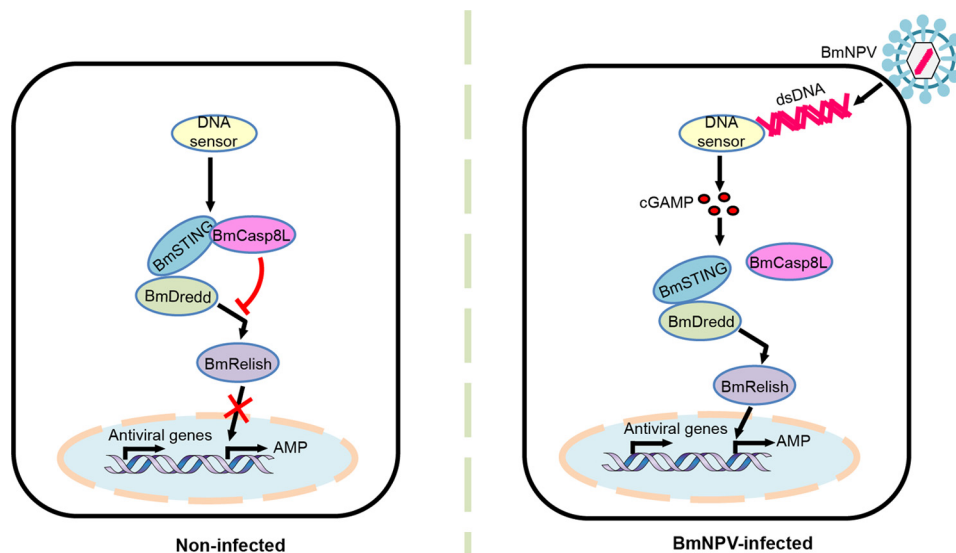 DNA
sensor
BmSTING
BmCasp8L
BmDredd
BmRelish
Antiviral genes
AMP
Non-infected
BmNPV
dsDNA
DNA
sensor
cGAMP
BmCasp8L
BmSTING
BmDredd
BmRelish
Antiviral genes
AMP
BmNPV-infected